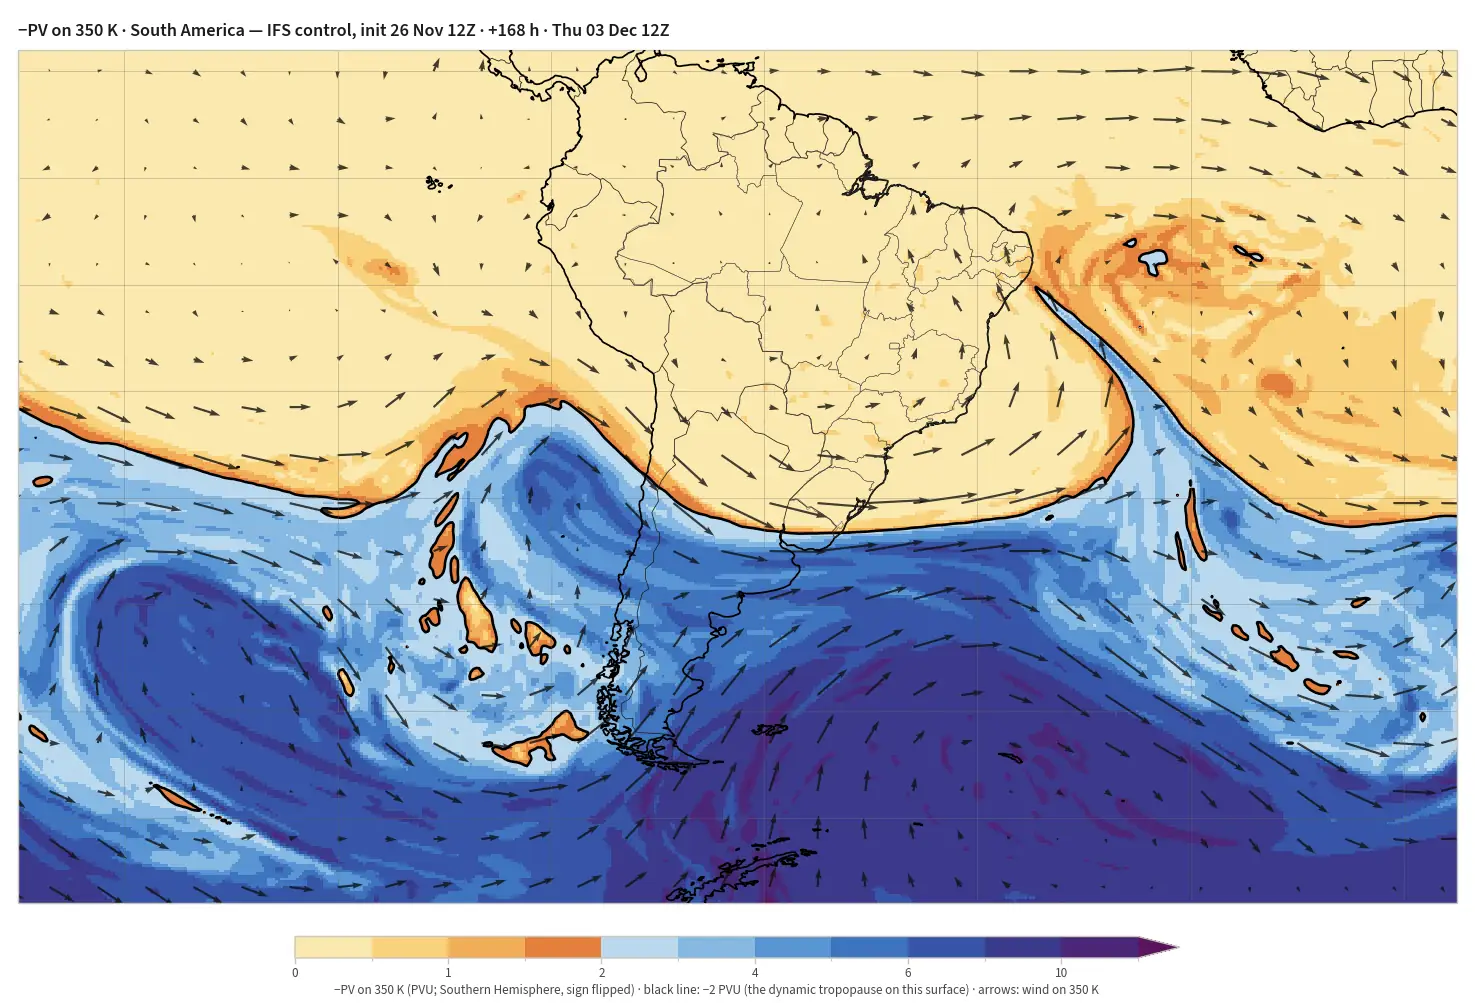 −PV on 350 K · South America — IFS control, init 26 Nov 12Z · +168 h · Thu 03 Dec 12Z
0 1 2 4 6 10
−PV on 350 K (PVU; Southern Hemisphere, sign flipped) · black line: −2 PVU (the dynamic tropopause on this surface) · arrows: wind on 350 K